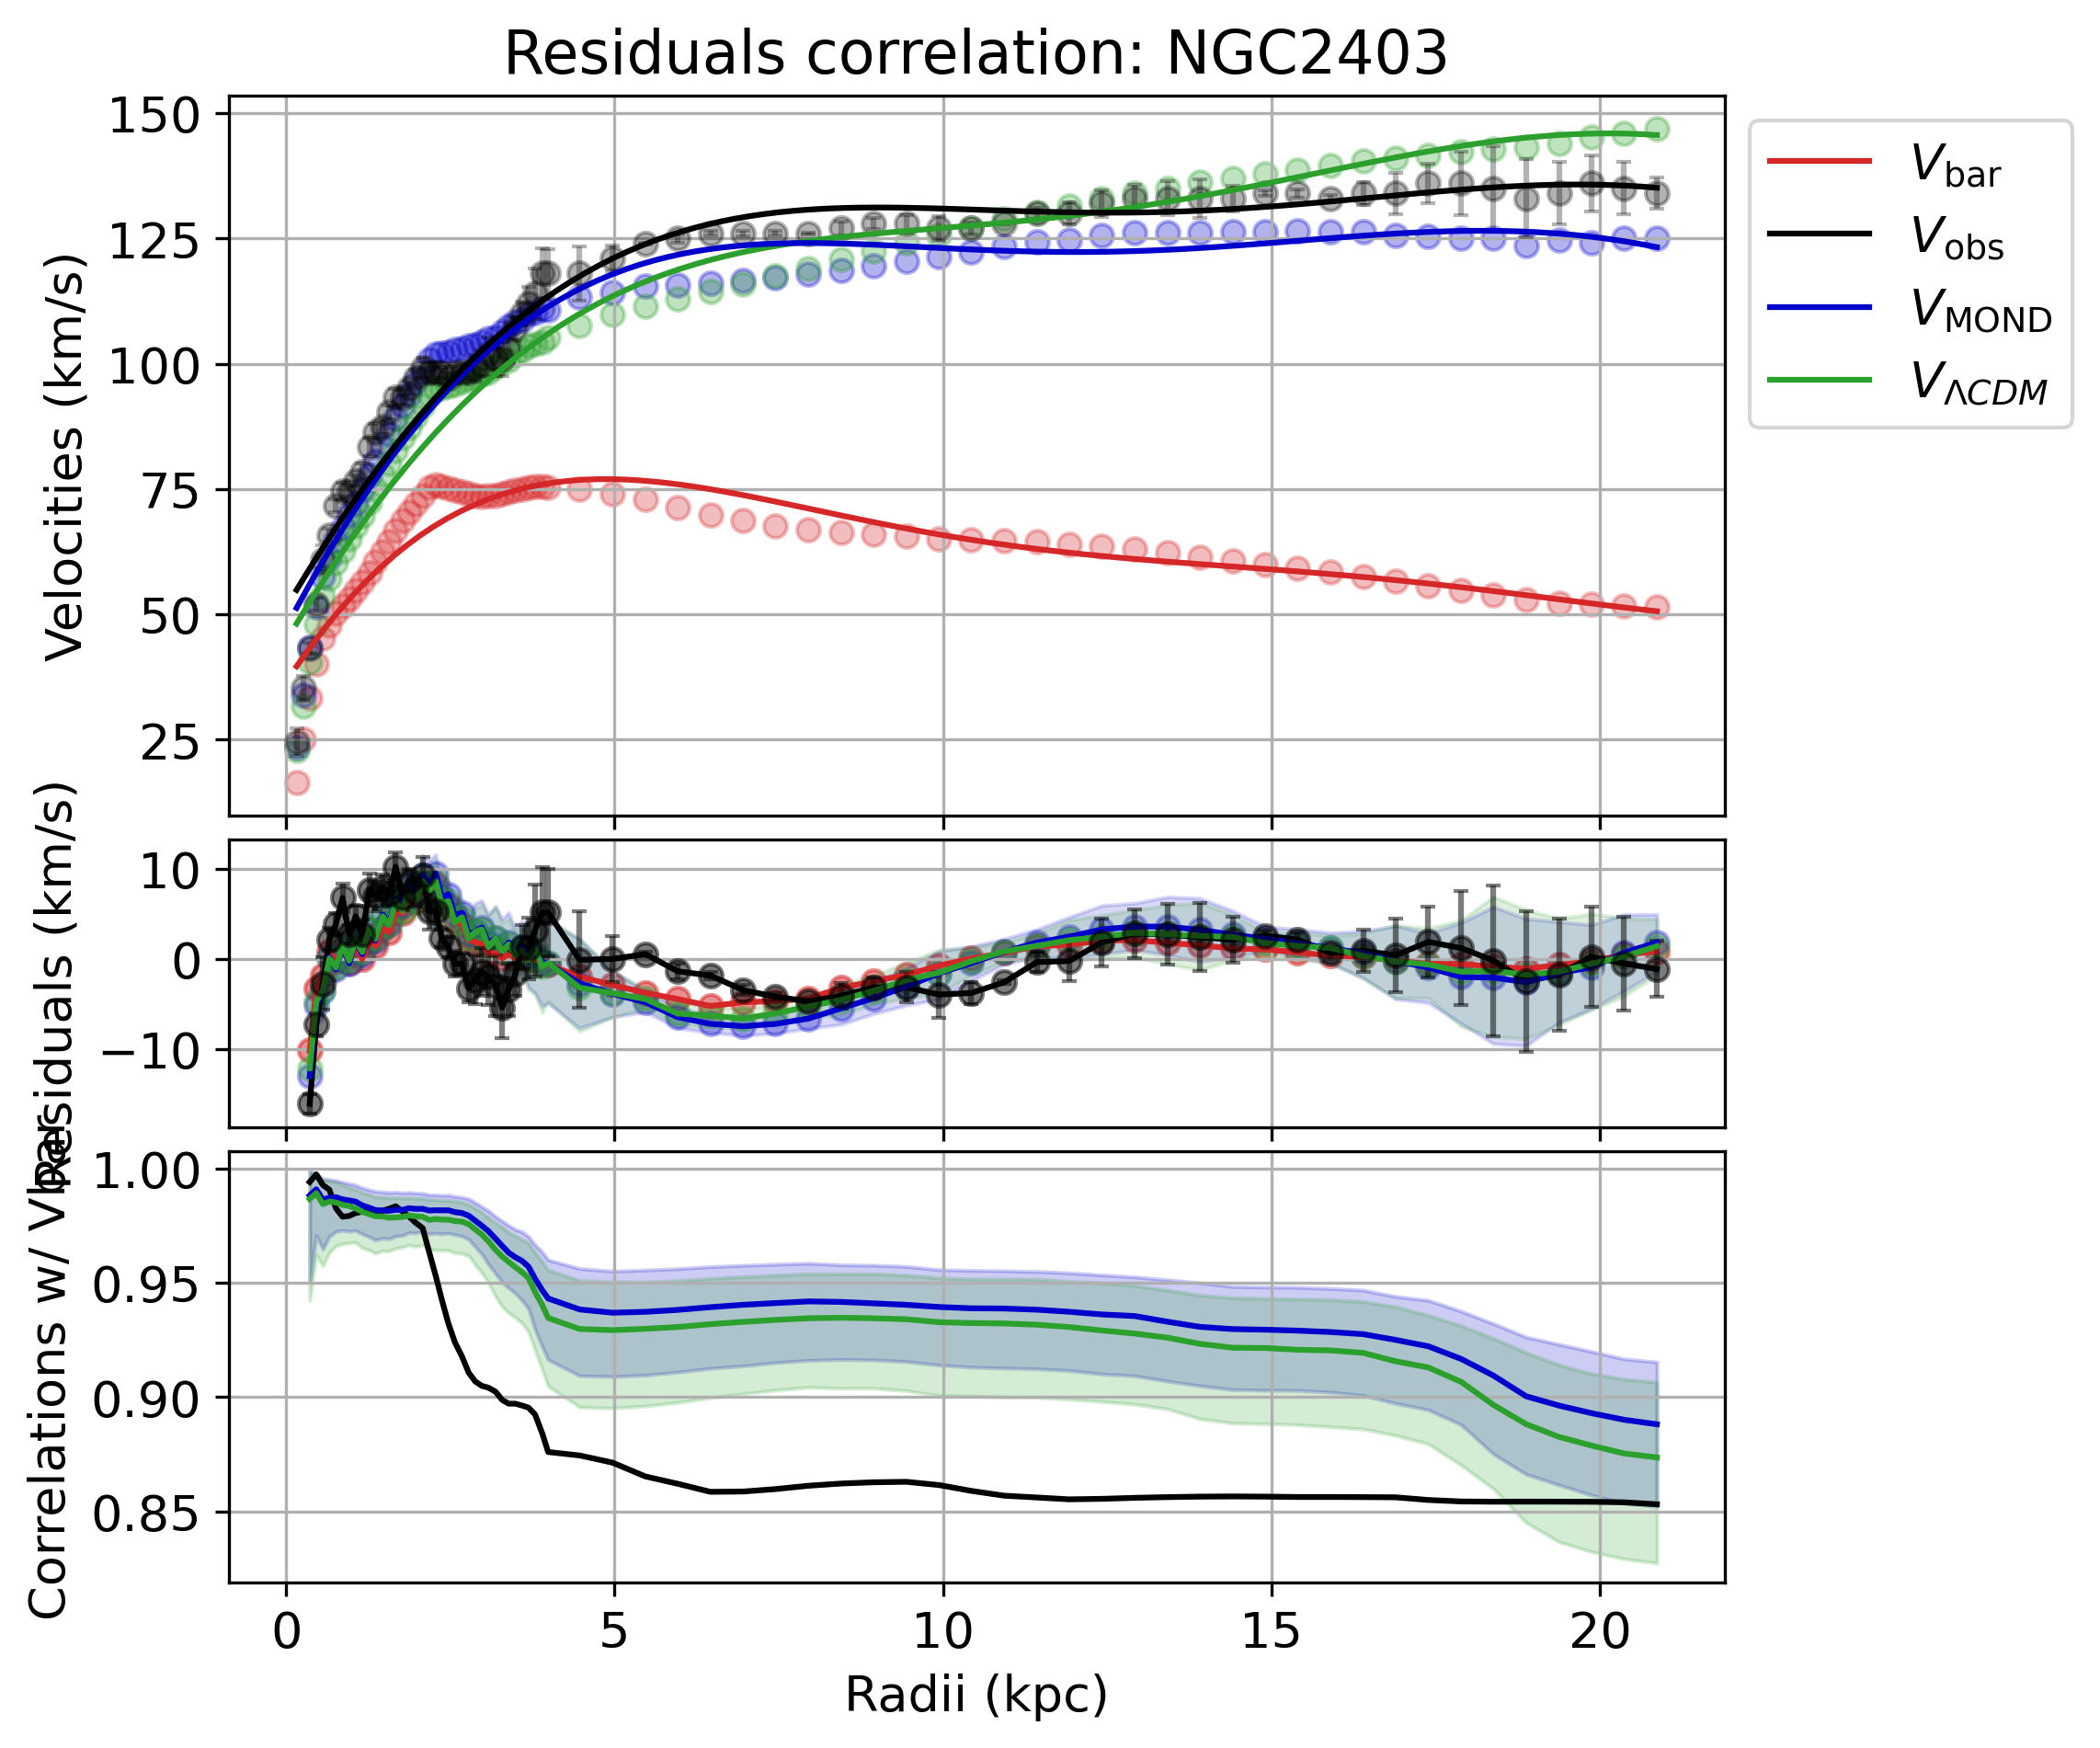 Residuals correlation: NGC2403
150
125
100
75
50
25
Velocities (km/s)
V_bar
V_obs
V_MOND
V_ΛCDM
10
0
−10
Residuals (km/s)
1.00
0.95
0.90
0.85
Correlations w/ Vbar
0 5 10 15 20
Radii (kpc)